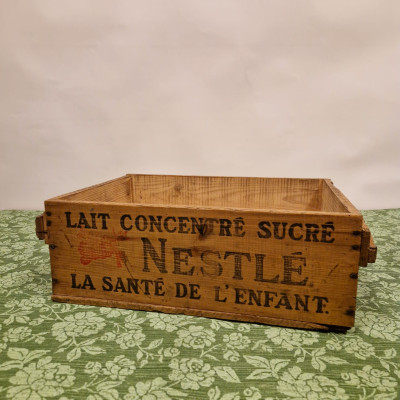 LAIT CONCENTRÉ SUCRÉ
NESTLÉ
LA SANTÉ DE L'ENFANT.